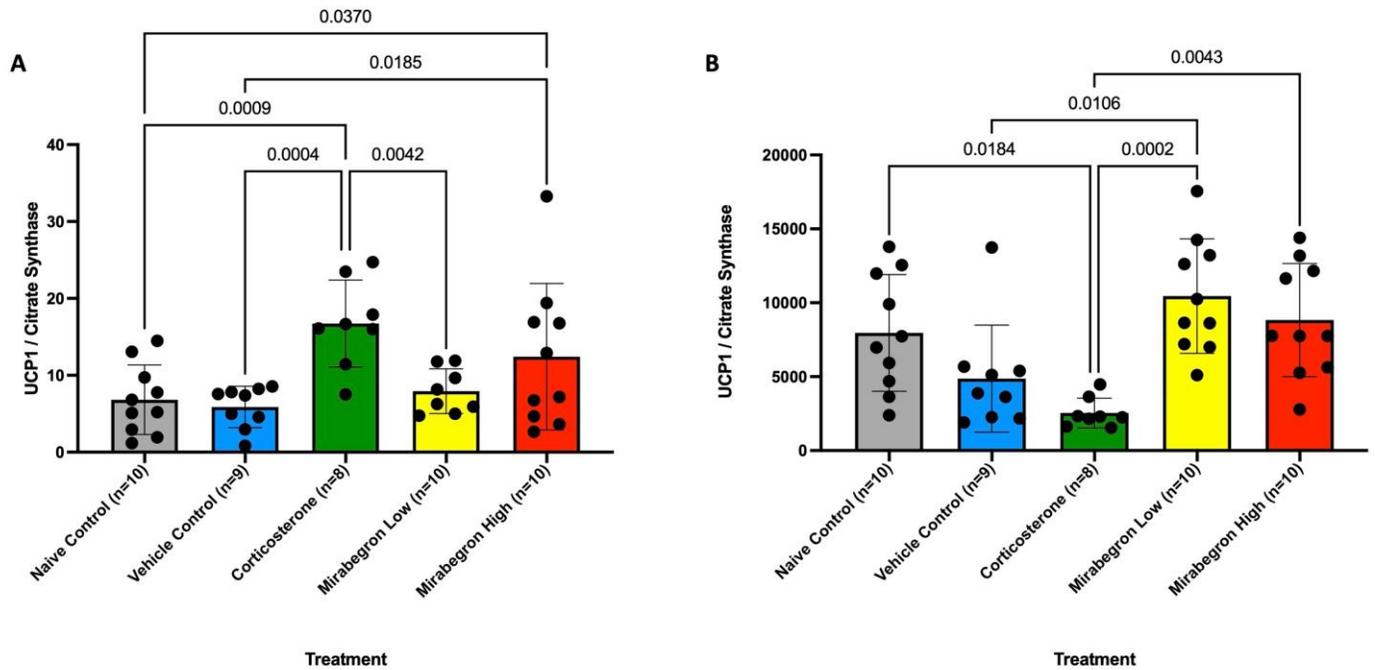 A
0.0370
0.0185
0.0009
0.0004
0.0042
UCP1 / Citrate Synthase
40
30
20
10
0
Naive Control (n=10)
Vehicle Control (n=9)
Corticosterone (n=8)
Mirabegron Low (n=10)
Mirabegron High (n=10)
Treatment
B
0.0043
0.0106
0.0184
0.0002
UCP1 / Citrate Synthase
20000
15000
10000
5000
0
Naive Control (n=10)
Vehicle Control (n=9)
Corticosterone (n=8)
Mirabegron Low (n=10)
Mirabegron High (n=10)
Treatment